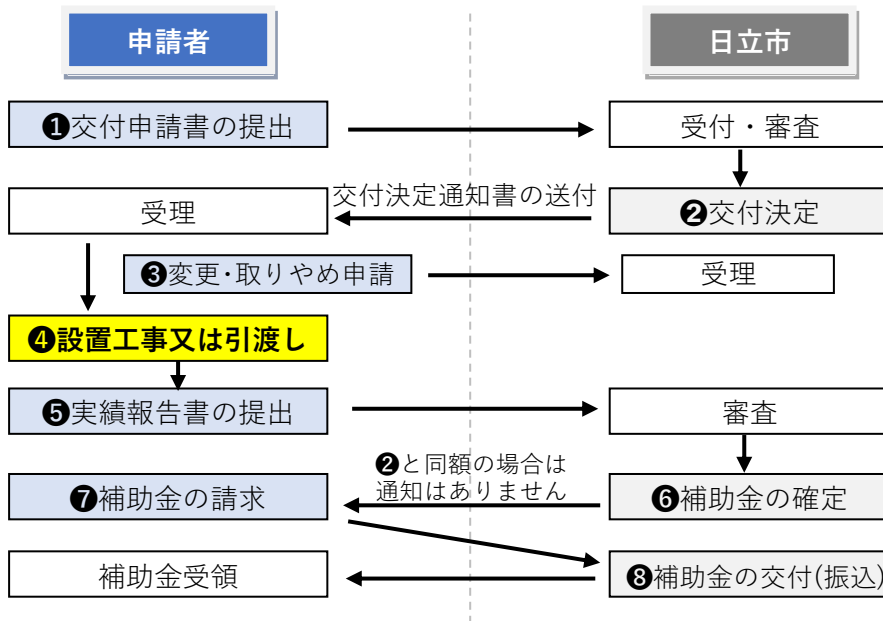 申請者
日立市
❶交付申請書の提出
受付・審査
交付決定通知書の送付
受理
❷交付決定
❸変更・取りやめ申請
受理
❹設置工事又は引渡し
❺実績報告書の提出
審査
❷と同額の場合は
通知はありません
❼補助金の請求
❻補助金の確定
補助金受領
❽補助金の交付(振込)